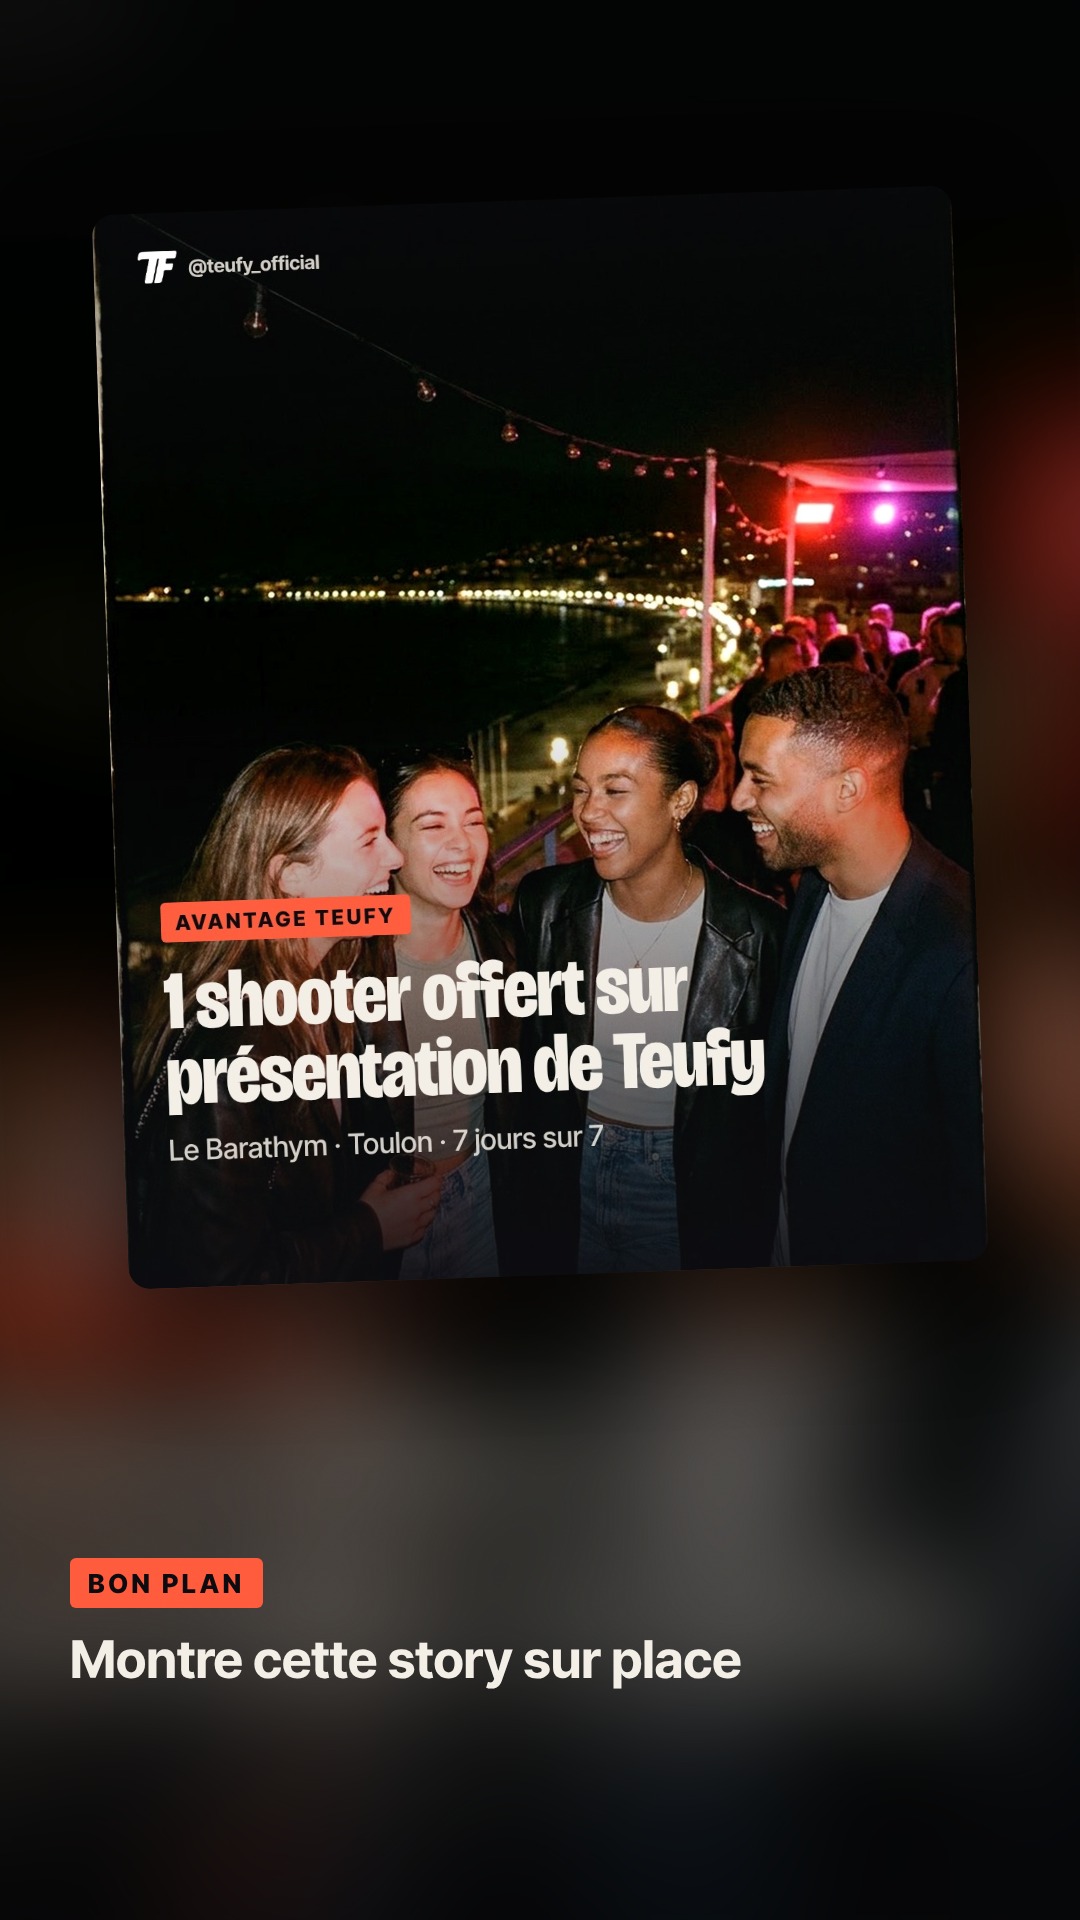 TF @teufy_official
AVANTAGE TEUFY
1 shooter offert sur
présentation de Teufy
Le Barathym · Toulon · 7 jours sur 7
BON PLAN
Montre cette story sur place